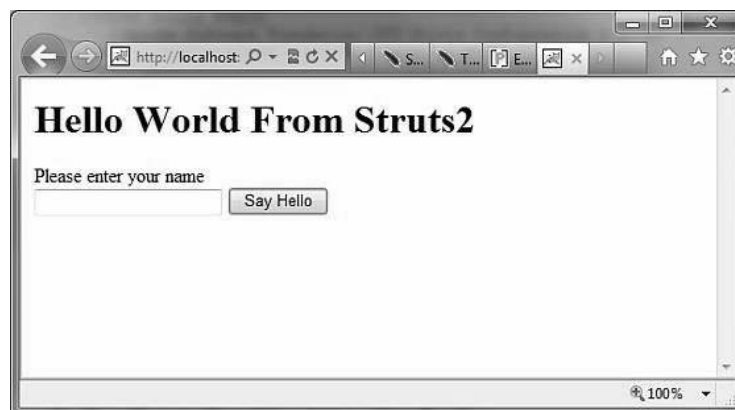 http://localhost:
S...
T...
[P] E...
Hello World From Struts2
Please enter your name
Say Hello
100%